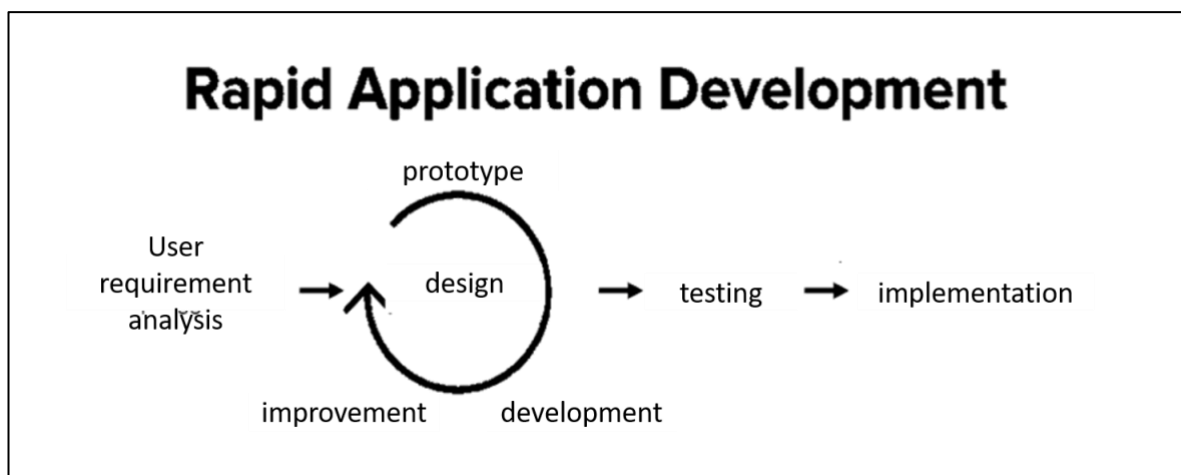 Rapid Application Development
prototype
User
requirement
analysis
design
testing
implementation
improvement
development